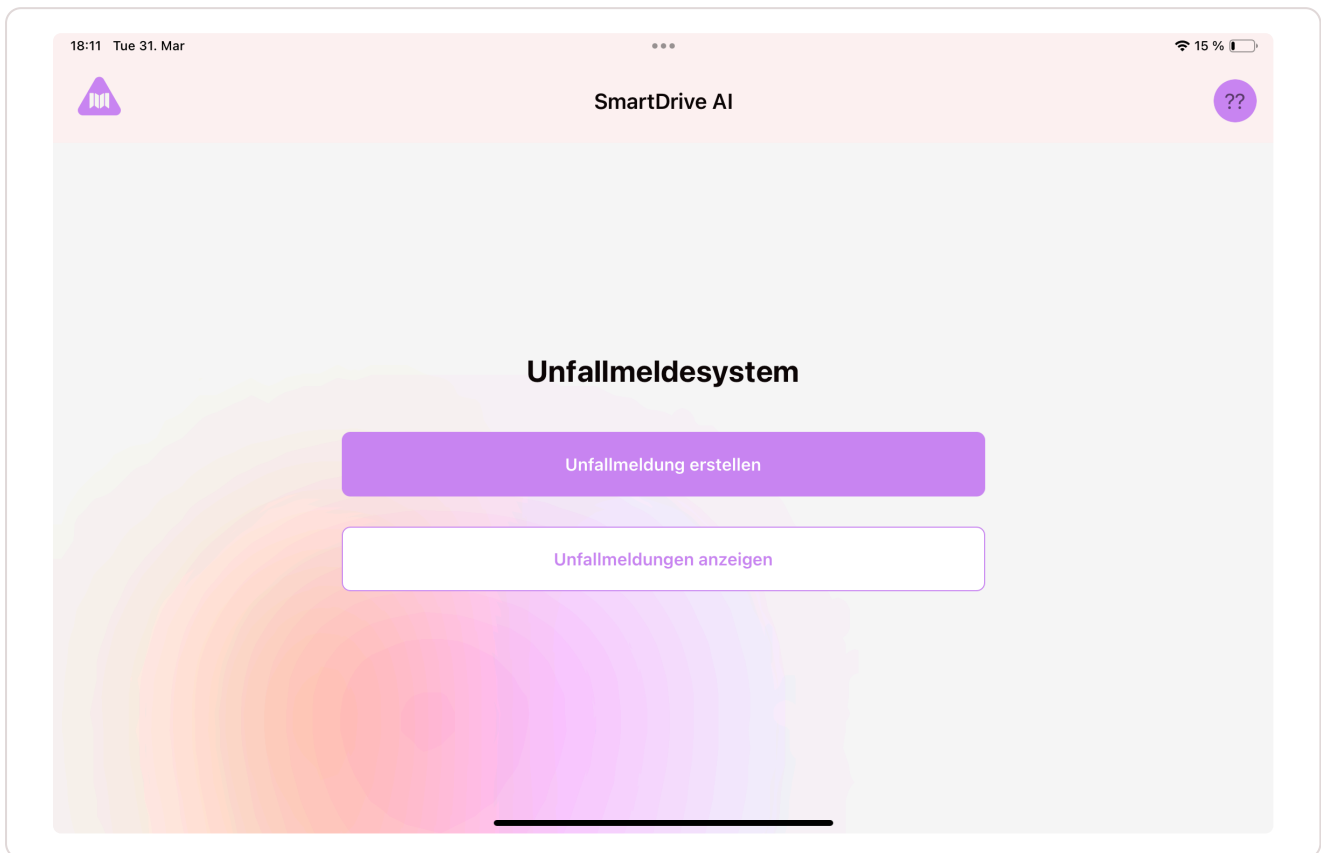 18:11 Tue 31. Mar
15 %
SmartDrive AI
??
Unfallmeldesystem
Unfallmeldung erstellen
Unfallmeldungen anzeigen